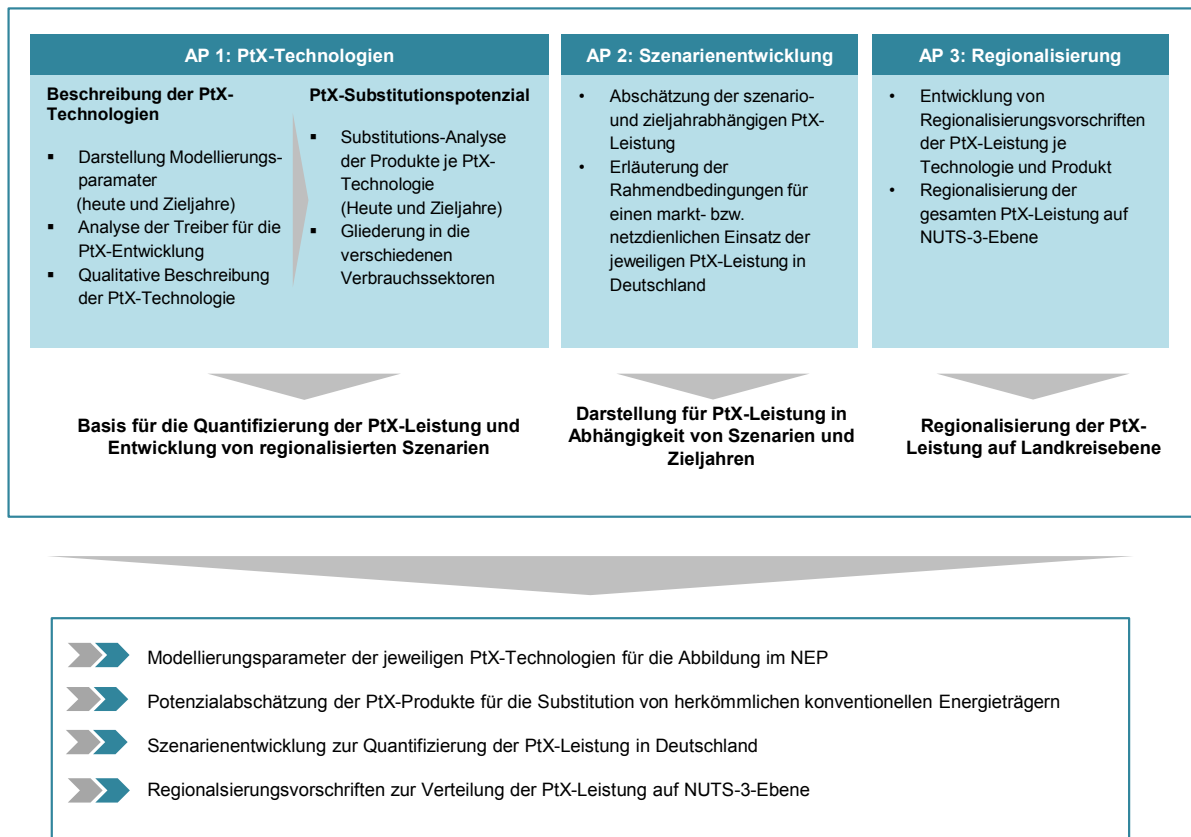 AP 1: PtX-Technologien
Beschreibung der PtX-
Technologien
▪ Darstellung Modellierungs-
paramater
(heute und Zieljahre)
▪ Analyse der Treiber für die
PtX-Entwicklung
▪ Qualitative Beschreibung
der PtX-Technologie
PtX-Substitutionspotenzial
▪ Substitutions-Analyse
der Produkte je PtX-
Technologie
(Heute und Zieljahre)
▪ Gliederung in die
verschiedenen
Verbrauchssektoren
AP 2: Szenarienentwicklung
• Abschätzung der szenario-
und zieljahrabhängigen PtX-
Leistung
• Erläuterung der
Rahmendbedingungen für
einen markt- bzw.
netzdienlichen Einsatz der
jeweiligen PtX-Leistung in
Deutschland
AP 3: Regionalisierung
• Entwicklung von
Regionalisierungsvorschriften
der PtX-Leistung je
Technologie und Produkt
• Regionalisierung der
gesamten PtX-Leistung auf
NUTS-3-Ebene
Basis für die Quantifizierung der PtX-Leistung und
Entwicklung von regionalisierten Szenarien
Darstellung für PtX-Leistung in
Abhängigkeit von Szenarien und
Zieljahren
Regionalisierung der PtX-
Leistung auf Landkreisebene
Modellierungsparameter der jeweiligen PtX-Technologien für die Abbildung im NEP
Potenzialabschätzung der PtX-Produkte für die Substitution von herkömmlichen konventionellen Energieträgern
Szenarienentwicklung zur Quantifizierung der PtX-Leistung in Deutschland
Regionalsierungsvorschriften zur Verteilung der PtX-Leistung auf NUTS-3-Ebene